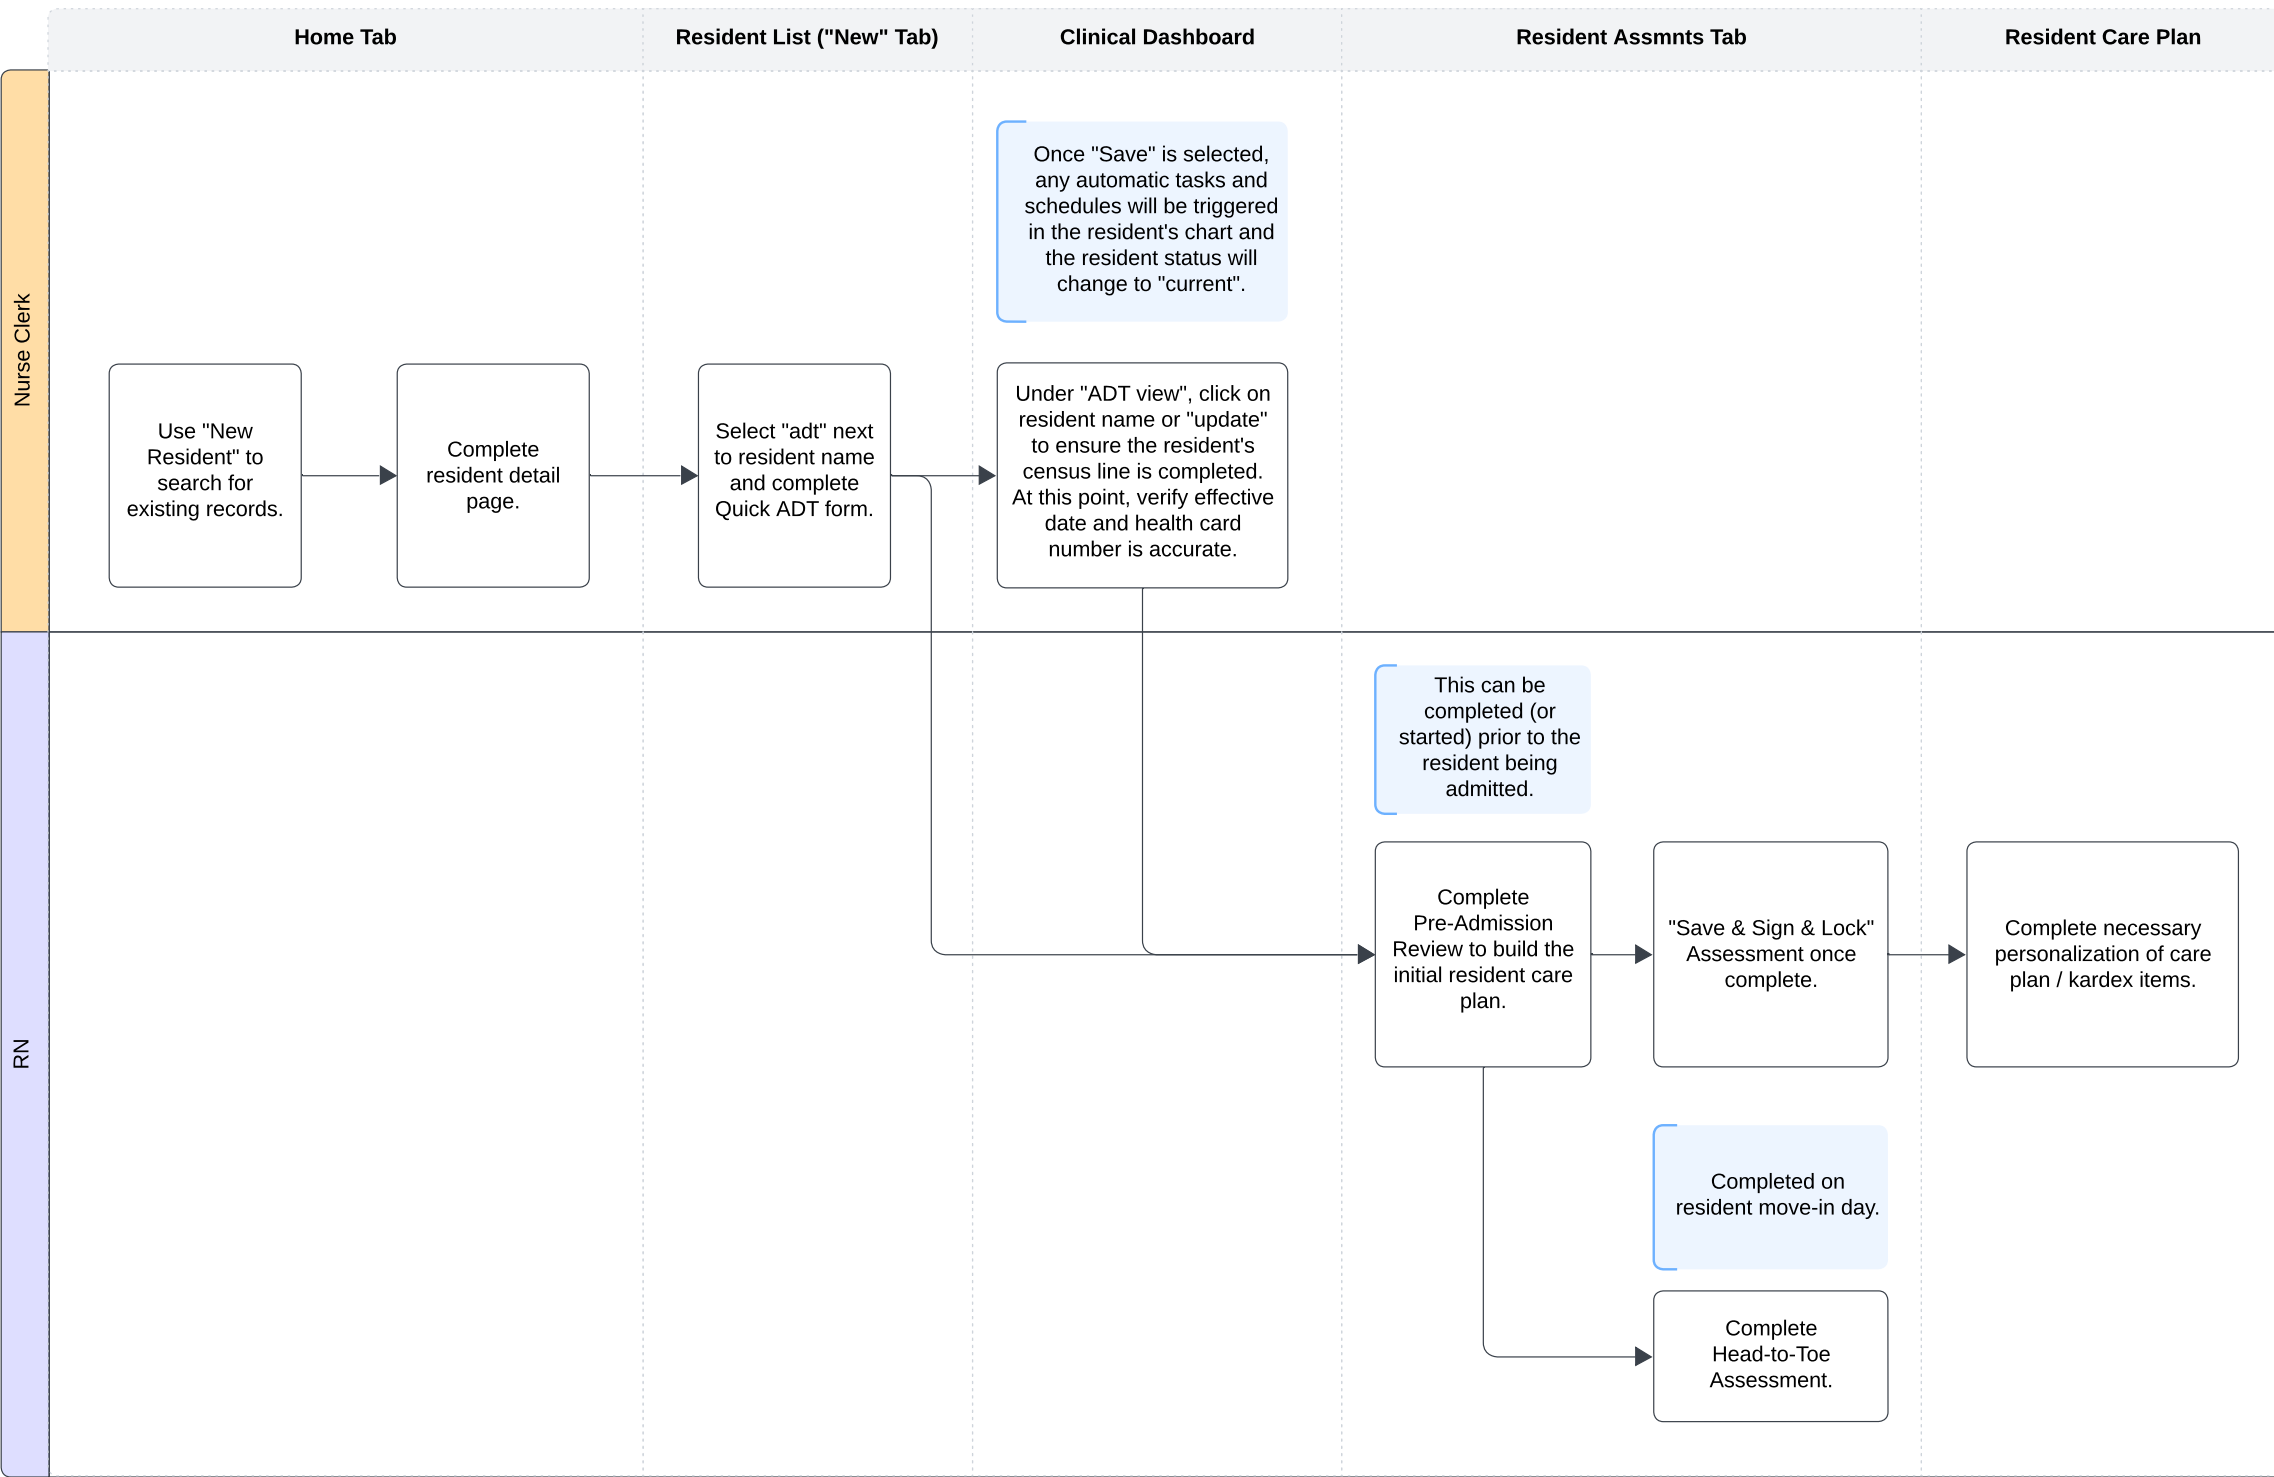 Home Tab
Resident List ("New" Tab)
Clinical Dashboard
Resident Assmnts Tab
Resident Care Plan
Nurse Clerk
Once "Save" is selected,
any automatic tasks and
schedules will be triggered
in the resident's chart and
the resident status will
change to "current".
Use "New
Resident" to
search for
existing records.
Complete
resident detail
page.
Select "adt" next
to resident name
and complete
Quick ADT form.
Under "ADT view", click on
resident name or "update"
to ensure the resident's
census line is completed.
At this point, verify effective
date and health card
number is accurate.
RN
This can be
completed (or
started) prior to the
resident being
admitted.
Complete
Pre-Admission
Review to build the
initial resident care
plan.
"Save & Sign & Lock"
Assessment once
complete.
Complete necessary
personalization of care
plan / kardex items.
Completed on
resident move-in day.
Complete
Head-to-Toe
Assessment.